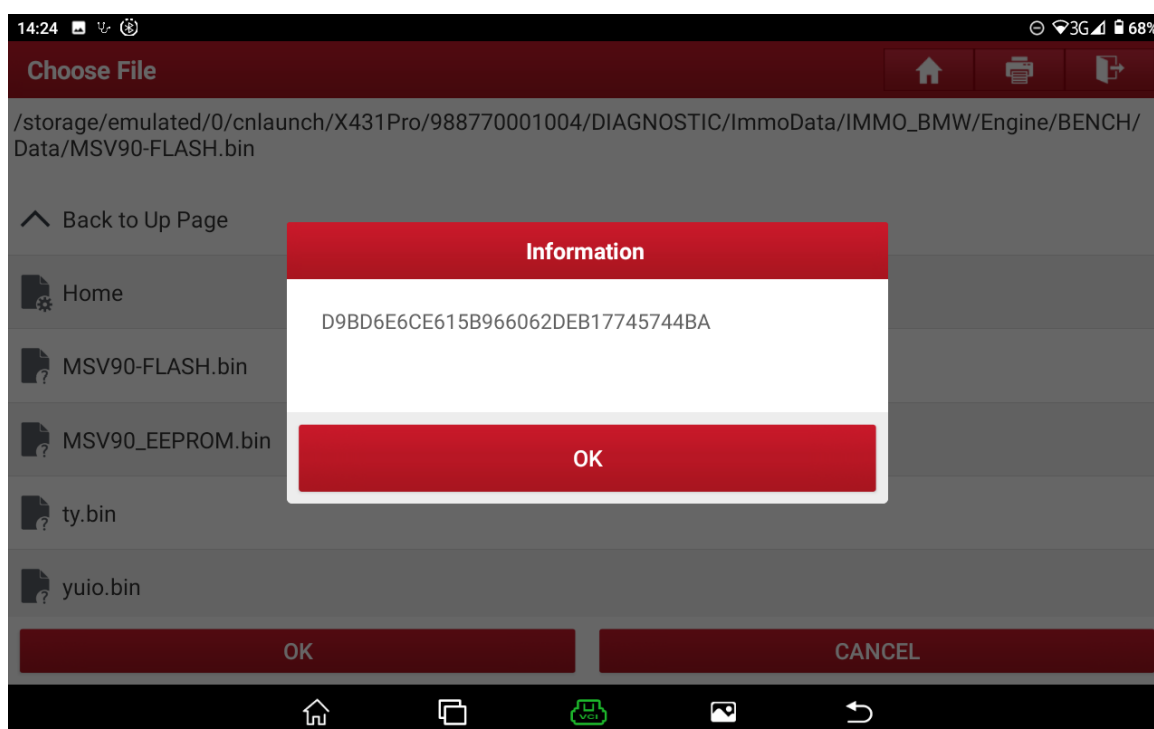 14:24
3G 68%
Choose File
/storage/emulated/0/cnlaunch/X431Pro/988770001004/DIAGNOSTIC/ImmoData/IMMO_BMW/Engine/BENCH/
Data/MSV90-FLASH.bin
Back to Up Page
Information
Home
D9BD6E6CE615B966062DEB17745744BA
MSV90-FLASH.bin
MSV90_EEPROM.bin
OK
ty.bin
yuio.bin
OK CANCEL
VCI